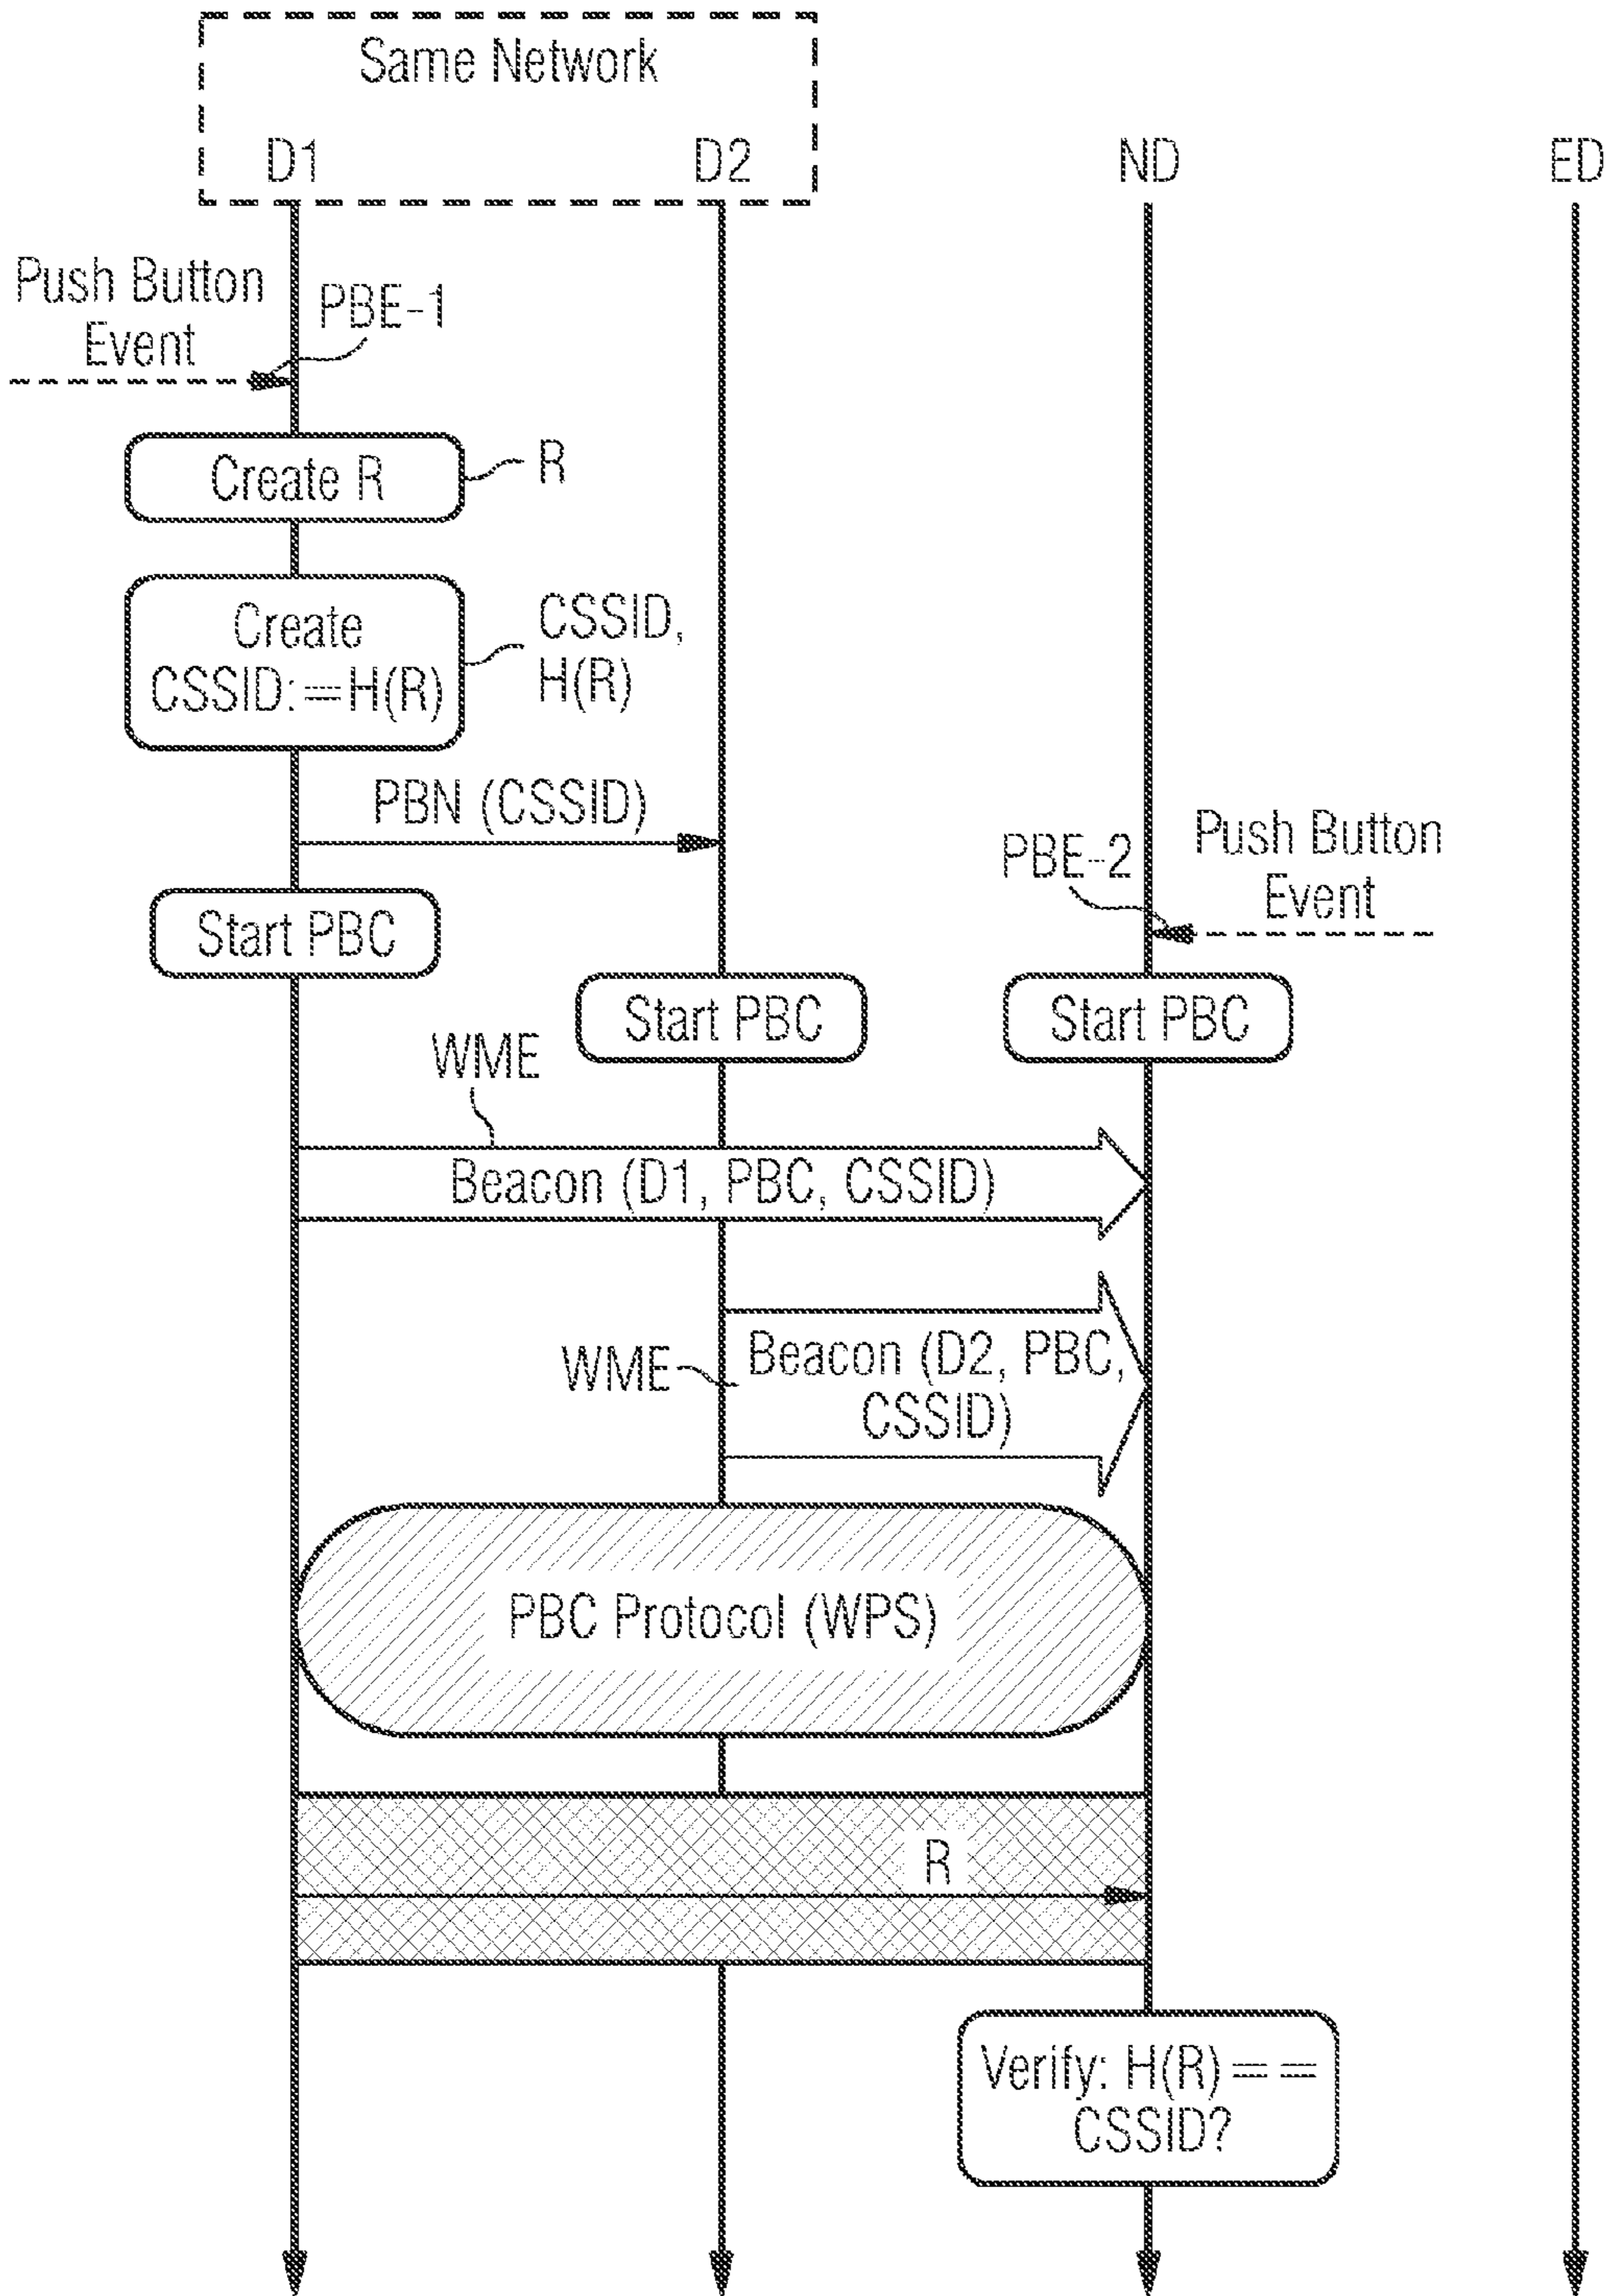 Same Network
D1 D2 ND ED
Push Button
Event
PBE-1
Create R
R
Create
CSSID:==H(R)
CSSID,
H(R)
PBN (CSSID)
Push Button
Event
PBE-2
Start PBC
Start PBC
Start PBC
WME
Beacon (D1, PBC, CSSID)
WME
Beacon (D2, PBC,
CSSID)
PBC Protocol (WPS)
R
Verify: H(R)==
CSSID?